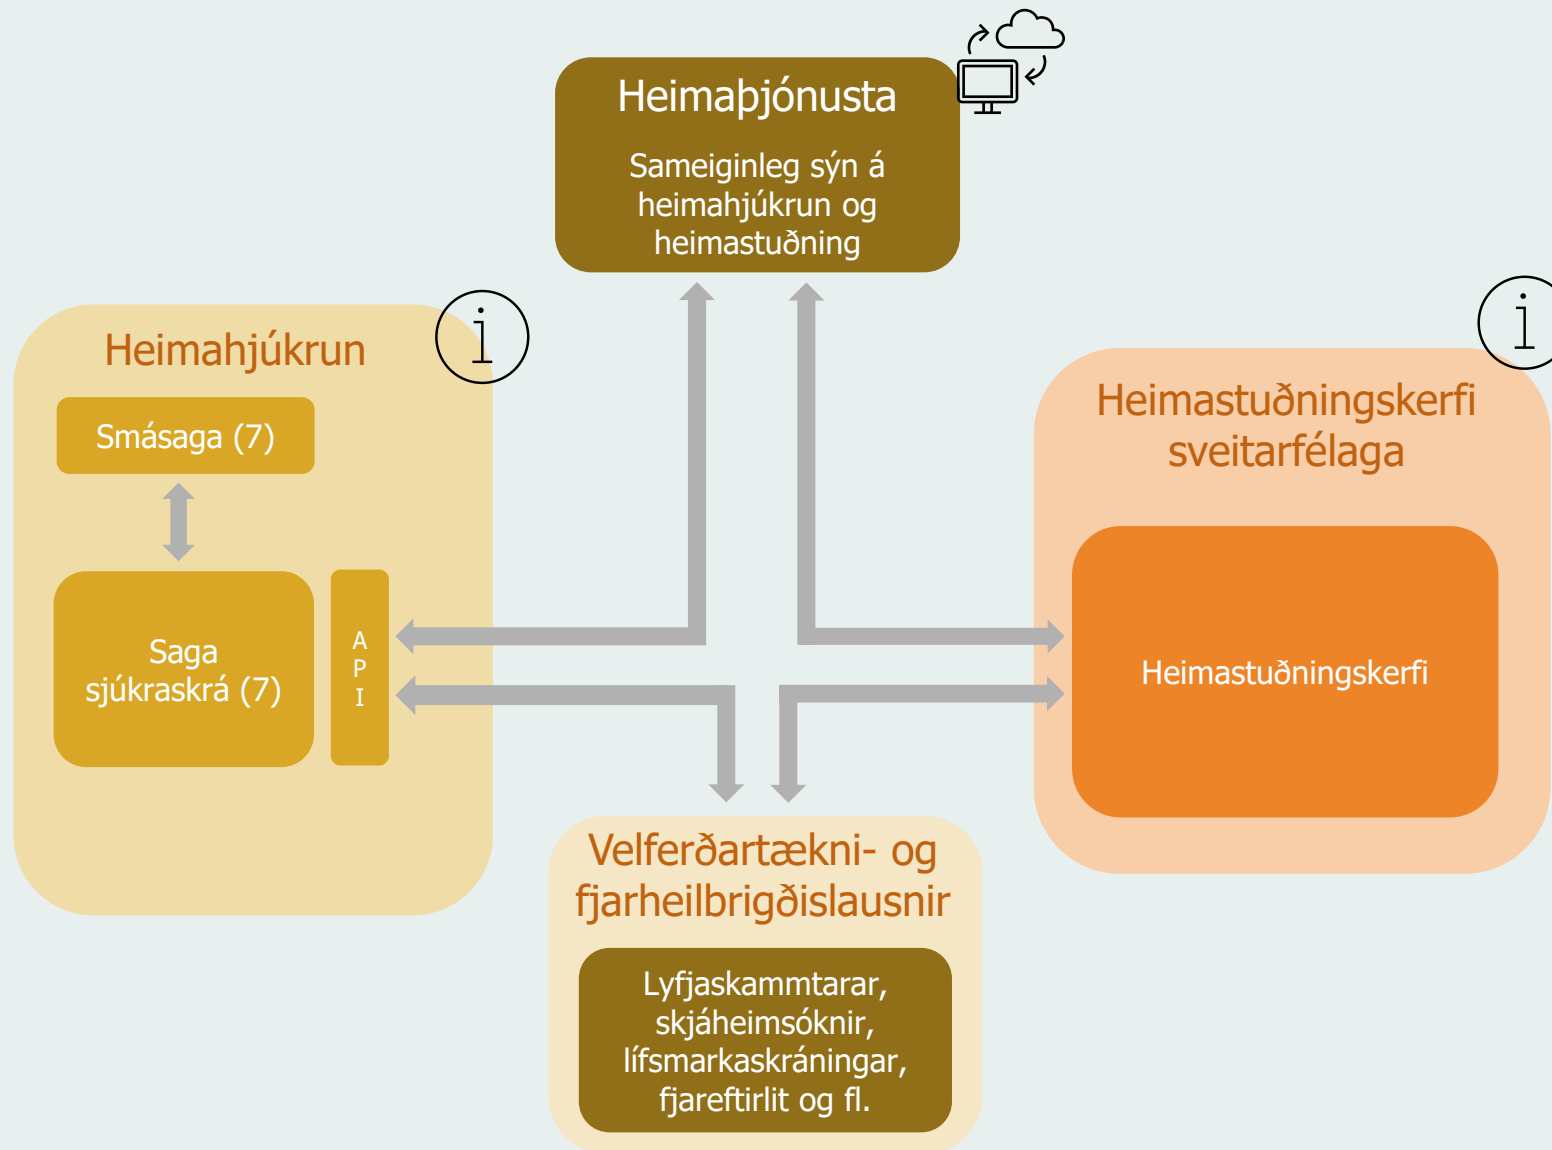 Heimaþjónusta
Sameiginleg sýn á
heimahjúkrun og
heimastuðning
Heimahjúkrun
i
Smásaga (7)
Saga
sjúkraskrá (7)
A
P
I
i
Heimastuðningskerfi
sveitarfélaga
Heimastuðningskerfi
Velferðartækni- og
fjarheilbrigðislausnir
Lyfjaskammtarar,
skjáheimsóknir,
lífsmarkaskráningar,
fjareftirlit og fl.